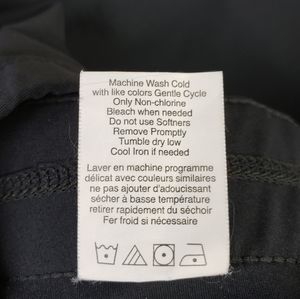 Machine Wash Cold
with like colors Gentle Cycle
Only Non-chlorine
Bleach when needed
Do not use Softners
Remove Promptly
Tumble dry low
Cool Iron if needed
Laver en machine programme
délicat avec couleurs similaires
ne pas ajouter d'adoucissant
sécher à basse température
retirer rapidement du séchoir
Fer froid si nécessaire